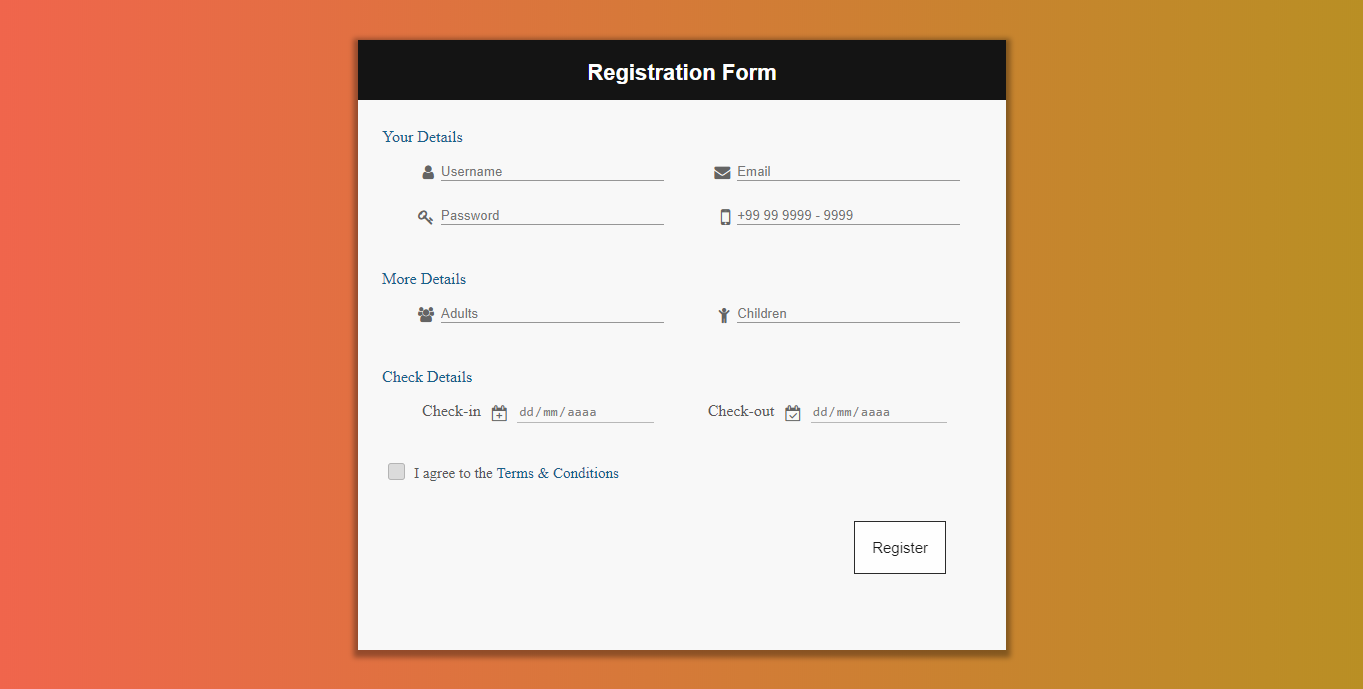 Registration Form
Your Details
Username Email
Password +99 99 9999 - 9999
More Details
Adults Children
Check Details
Check-in dd/mm/aaaa Check-out dd/mm/aaaa
I agree to the Terms & Conditions
Register